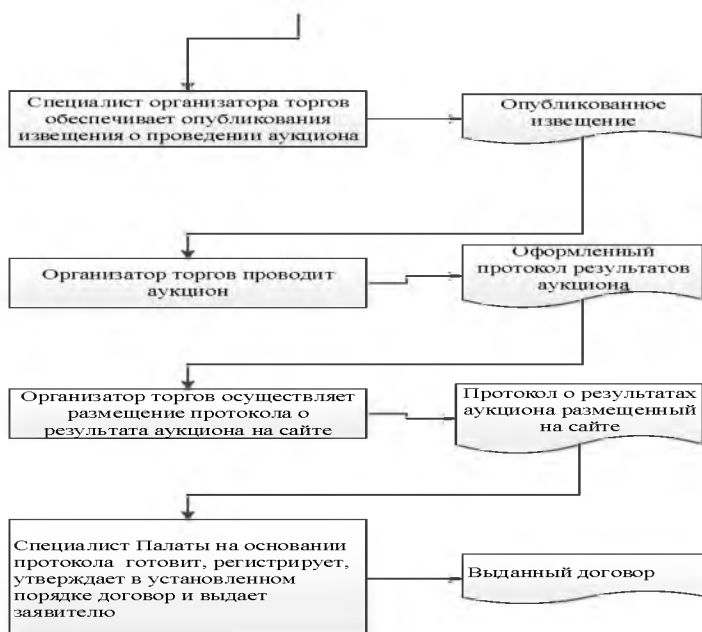 Специалист организатора торгов
обеспечивает опубликования
извещения о проведении аукциона
Опубликованное
извещение
Организатор торгов проводит
аукцион
Оформленный
протокол результатов
аукциона
Организатор торгов осуществляет
размещение протокола о
результата аукциона на сайте
Протокол о результатах
аукциона размещенный
на сайте
Специалист Палаты на основании
протокола готовит, регистрирует,
утверждает в установленном
порядке договор и выдает
заявителю
Выданный договор